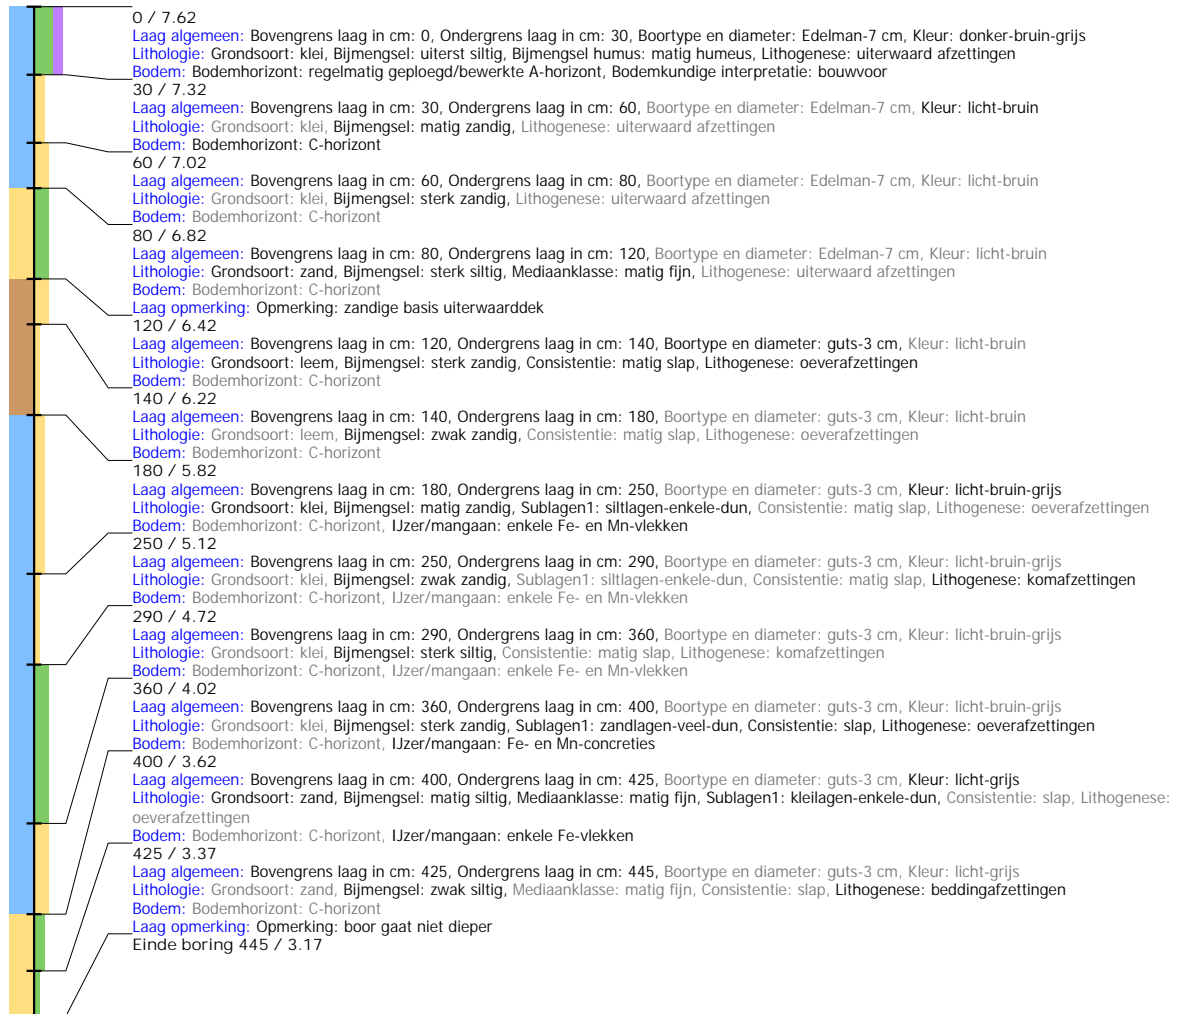 0 / 7.62
Laag algemeen: Bovengrens laag in cm: 0, Ondergrens laag in cm: 30, Boortype en diameter: Edelman-7 cm, Kleur: donker-bruin-grijs
Lithologie: Grondsoort: klei, Bijmengsel: uiterst siltig, Bijmengsel humus: matig humeus, Lithogenese: uiterwaard afzettingen
Bodem: Bodemhorizont: regelmatig geploegd/bewerkte A-horizont, Bodemkundige interpretatie: bouwvoor
30 / 7.32
Laag algemeen: Bovengrens laag in cm: 30, Ondergrens laag in cm: 60, Boortype en diameter: Edelman-7 cm, Kleur: licht-bruin
Lithologie: Grondsoort: klei, Bijmengsel: matig zandig, Lithogenese: uiterwaard afzettingen
Bodem: Bodemhorizont: C-horizont
60 / 7.02
Laag algemeen: Bovengrens laag in cm: 60, Ondergrens laag in cm: 80, Boortype en diameter: Edelman-7 cm, Kleur: licht-bruin
Lithologie: Grondsoort: klei, Bijmengsel: sterk zandig, Lithogenese: uiterwaard afzettingen
Bodem: Bodemhorizont: C-horizont
80 / 6.82
Laag algemeen: Bovengrens laag in cm: 80, Ondergrens laag in cm: 120, Boortype en diameter: Edelman-7 cm, Kleur: licht-bruin
Lithologie: Grondsoort: zand, Bijmengsel: sterk siltig, Mediaanklasse: matig fijn, Lithogenese: uiterwaard afzettingen
Bodem: Bodemhorizont: C-horizont
Laag opmerking: Opmerking: zandige basis uiterwaarddek
120 / 6.42
Laag algemeen: Bovengrens laag in cm: 120, Ondergrens laag in cm: 140, Boortype en diameter: guts-3 cm, Kleur: licht-bruin
Lithologie: Grondsoort: leem, Bijmengsel: sterk zandig, Consistentie: matig slap, Lithogenese: oeverafzettingen
Bodem: Bodemhorizont: C-horizont
140 / 6.22
Laag algemeen: Bovengrens laag in cm: 140, Ondergrens laag in cm: 180, Boortype en diameter: guts-3 cm, Kleur: licht-bruin
Lithologie: Grondsoort: leem, Bijmengsel: zwak zandig, Consistentie: matig slap, Lithogenese: oeverafzettingen
Bodem: Bodemhorizont: C-horizont
180 / 5.82
Laag algemeen: Bovengrens laag in cm: 180, Ondergrens laag in cm: 250, Boortype en diameter: guts-3 cm, Kleur: licht-bruin-grijs
Lithologie: Grondsoort: klei, Bijmengsel: matig zandig, Sublagen1: siltlagen-enkele-dun, Consistentie: matig slap, Lithogenese: oeverafzettingen
Bodem: Bodemhorizont: C-horizont, IJzer/mangaan: enkele Fe- en Mn-vlekken
250 / 5.12
Laag algemeen: Bovengrens laag in cm: 250, Ondergrens laag in cm: 290, Boortype en diameter: guts-3 cm, Kleur: licht-bruin-grijs
Lithologie: Grondsoort: klei, Bijmengsel: zwak zandig, Sublagen1: siltlagen-enkele-dun, Consistentie: matig slap, Lithogenese: komafzettingen
Bodem: Bodemhorizont: C-horizont, IJzer/mangaan: enkele Fe- en Mn-vlekken
290 / 4.72
Laag algemeen: Bovengrens laag in cm: 290, Ondergrens laag in cm: 360, Boortype en diameter: guts-3 cm, Kleur: licht-bruin-grijs
Lithologie: Grondsoort: klei, Bijmengsel: sterk siltig, Consistentie: matig slap, Lithogenese: komafzettingen
Bodem: Bodemhorizont: C-horizont, IJzer/mangaan: enkele Fe- en Mn-vlekken
360 / 4.02
Laag algemeen: Bovengrens laag in cm: 360, Ondergrens laag in cm: 400, Boortype en diameter: guts-3 cm, Kleur: licht-bruin-grijs
Lithologie: Grondsoort: klei, Bijmengsel: sterk zandig, Sublagen1: zandlagen-veel-dun, Consistentie: slap, Lithogenese: oeverafzettingen
Bodem: Bodemhorizont: C-horizont, IJzer/mangaan: Fe- en Mn-concreties
400 / 3.62
Laag algemeen: Bovengrens laag in cm: 400, Ondergrens laag in cm: 425, Boortype en diameter: guts-3 cm, Kleur: licht-grijs
Lithologie: Grondsoort: zand, Bijmengsel: matig siltig, Mediaanklasse: matig fijn, Sublagen1: kleilagen-enkele-dun, Consistentie: slap, Lithogenese:
oeverafzettingen
Bodem: Bodemhorizont: C-horizont, IJzer/mangaan: enkele Fe-vlekken
425 / 3.37
Laag algemeen: Bovengrens laag in cm: 425, Ondergrens laag in cm: 445, Boortype en diameter: guts-3 cm, Kleur: licht-grijs
Lithologie: Grondsoort: zand, Bijmengsel: zwak siltig, Mediaanklasse: matig fijn, Consistentie: slap, Lithogenese: beddingafzettingen
Bodem: Bodemhorizont: C-horizont
Laag opmerking: Opmerking: boor gaat niet dieper
Einde boring 445 / 3.17